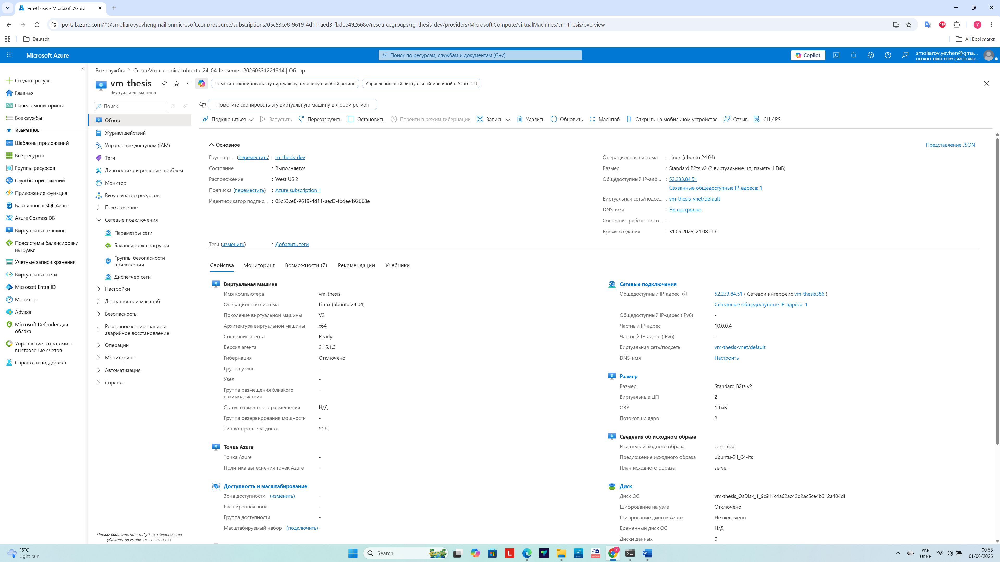 vm-thesis - Microsoft Azure
portal.azure.com/#@smoliarovyevhengmail.onmicrosoft.com/resource/subscriptions/05c53ce8-9619-4d11-aed3-fbdee492668e/resourcegroups/rg-thesis-dev/providers/Microsoft.Compute/virtualMachines/vm-thesis/overview
ABP
Y
Deutsch
All Bookmarks
Microsoft Azure
Поиск по ресурсам, службам и документам (G+/)
Copilot
smoliarov.yevhen@gma...
DEFAULT DIRECTORY (SMOLIARO...
Создать ресурс
Главная
Панель мониторинга
Все службы
ИЗБРАННОЕ
Шаблоны приложений
Все ресурсы
Группы ресурсов
Службы приложений
Приложение-функция
База данных SQL Azure
Azure Cosmos DB
Виртуальные машины
Подсистемы балансировки
нагрузки
Учетные записи хранения
Виртуальные сети
Microsoft Entra ID
Монитор
Advisor
Microsoft Defender для
облака
Управление затратами +
выставление счетов
Справка и поддержка
Все службы > CreateVm-canonical.ubuntu-24_04-lts-server-20260531221314 | Обзор
vm-thesis
Виртуальная машина
Помогите скопировать эту виртуальную машину в любой регион
Управление этой виртуальной машиной с Azure CLI
Поиск
Обзор
Журнал действий
Управление доступом (IAM)
Теги
Диагностика и решение проблем
Монитор
Визуализатор ресурсов
Подключение
Сетевые подключения
Параметры сети
Балансировка нагрузки
Группы безопасности
приложений
Диспетчер сети
Настройки
Доступность и масштаб
Безопасность
Резервное копирование и
аварийное восстановление
Операции
Мониторинг
Автоматизация
Справка
Чтобы добавить что-нибудь в избранное или
удалить, нажмите Ctrl+Shift+F
Помогите скопировать эту виртуальную машину в любой регион
Подключиться
Запустить
Перезагрузить
Остановить
Перейти в режим гибернации
Запись
Удалить
Обновить
Масштаб
Открыть на мобильном устройстве
Отзыв
CLI / PS
Основное
Представление JSON
Группа р... (переместить) : rg-thesis-dev
Состояние : Выполняется
Расположение : West US 2
Подписка (переместить) : Azure subscription 1
Идентификатор подпис... : 05c53ce8-9619-4d11-aed3-fbdee492668e
Операционная система : Linux (ubuntu 24.04)
Размер : Standard B2ts v2 (2 виртуальные цп, память 1 ГиБ)
Общедоступный IP-адр... : 52.233.84.51
Связанные общедоступные IP-адреса: 1
Виртуальная сеть/подсе... : vm-thesis-vnet/default
DNS-имя : Не настроено
Состояние работоспосо... : -
Время создания : 31.05.2026, 21:08 UTC
Теги (изменить) : Добавить теги
Свойства
Мониторинг
Возможности (7)
Рекомендации
Учебники
Виртуальная машина
Имя компьютера vm-thesis
Операционная система Linux (ubuntu 24.04)
Поколение виртуальной машины V2
Архитектура виртуальной машины x64
Состояние агента Ready
Версия агента 2.15.1.3
Гибернация Отключено
Группа узлов -
Узел -
Группа размещения близкого -
взаимодействия
Статус совместного размещения Н/Д
Группа резервирования мощности -
Тип контроллера диска SCSI
Точка Azure
Точка Azure -
Политика вытеснения точек Azure -
Доступность и масштабирование
Зона доступности (изменить) -
Расширенная зона -
Группа доступности -
Масштабируемый набор (подключить) -
Сетевые подключения
Общедоступный IP-адрес 52.233.84.51 ( Сетевой интерфейс vm-thesis386 )
Связанные общедоступные IP-адреса: 1
Общедоступный IP-адрес (IPv6) -
Частный IP-адрес 10.0.0.4
Частный IP-адрес (IPv6) -
Виртуальная сеть/подсеть vm-thesis-vnet/default
DNS-имя Настроить
Размер
Размер Standard B2ts v2
Виртуальные ЦП 2
ОЗУ 1 ГиБ
Потоков на ядро 2
Сведения об исходном образе
Издатель исходного образа canonical
Предложение исходного образа ubuntu-24_04-lts
План исходного образа server
Диск
Диск ОС vm-thesis_OsDisk_1_9c911c4a62ac42d2ac5ce4b312a404df
Шифрование на узле Отключено
Шифрование дисков Azure Не включено
Временный диск ОС Н/Д
Диски данных 0
16°C
Light rain
Search
УКР
UKRE
00:58
01/06/2026